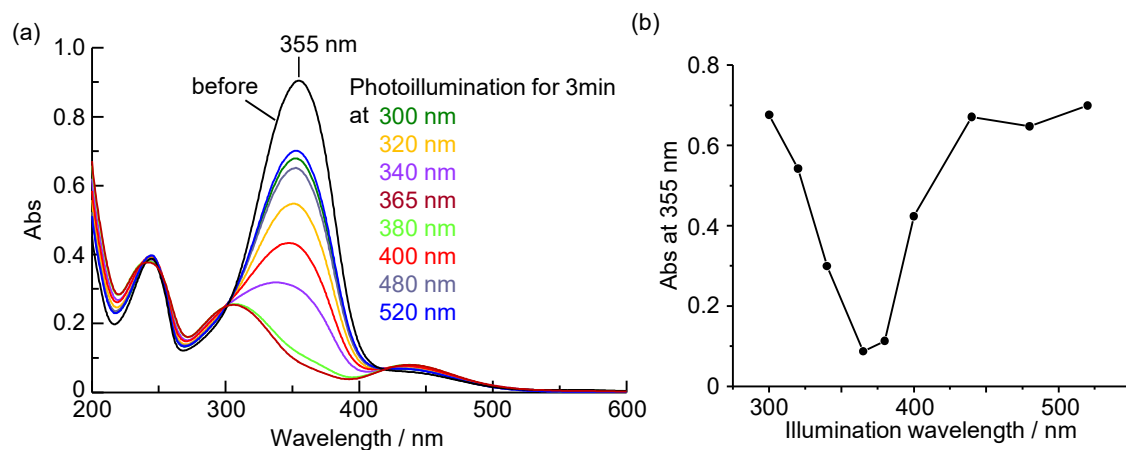 (a)
355 nm
before
Photoillumination for 3min
at 300 nm
320 nm
340 nm
365 nm
380 nm
400 nm
480 nm
520 nm
1.0
0.8
0.6
0.4
0.2
0
Abs
200
300
400
500
600
Wavelength / nm
(b)
0.8
0.6
0.4
0.2
0
Abs at 355 nm
300
400
500
Illumination wavelength / nm